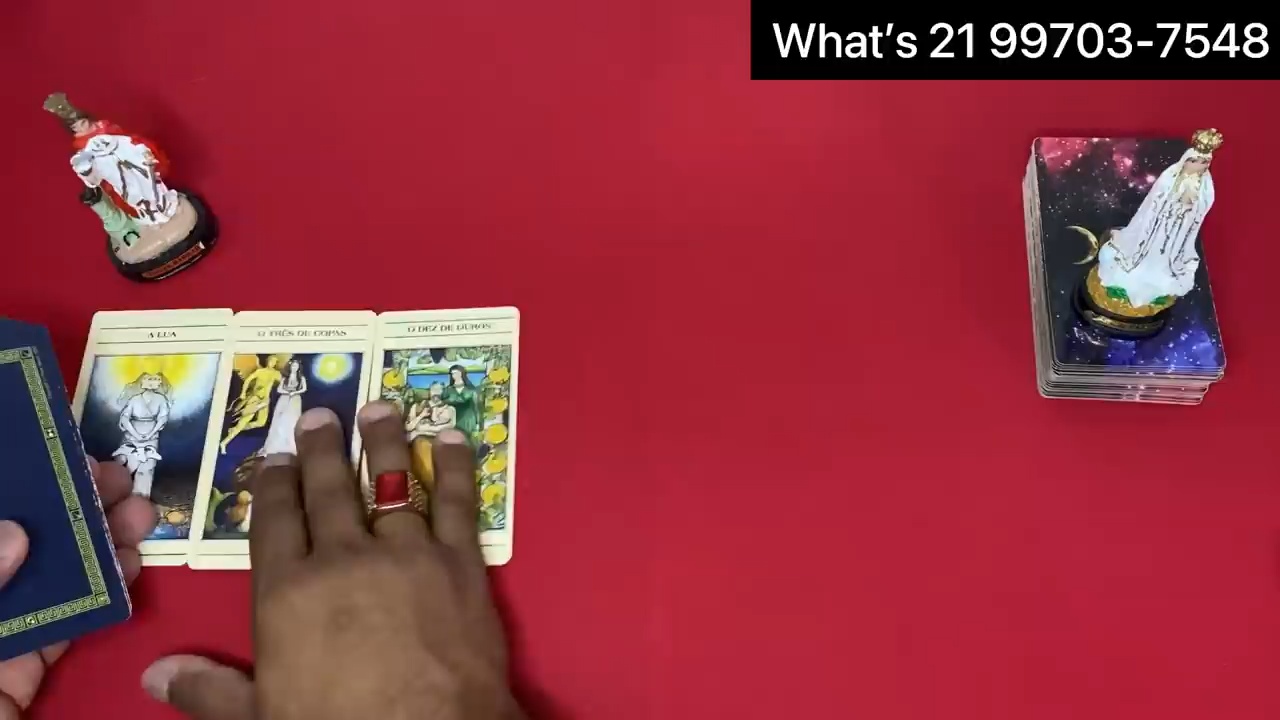 What's 21 99703-7548
A LUA
TRÊS DE COPAS
DEZ DE OUROS